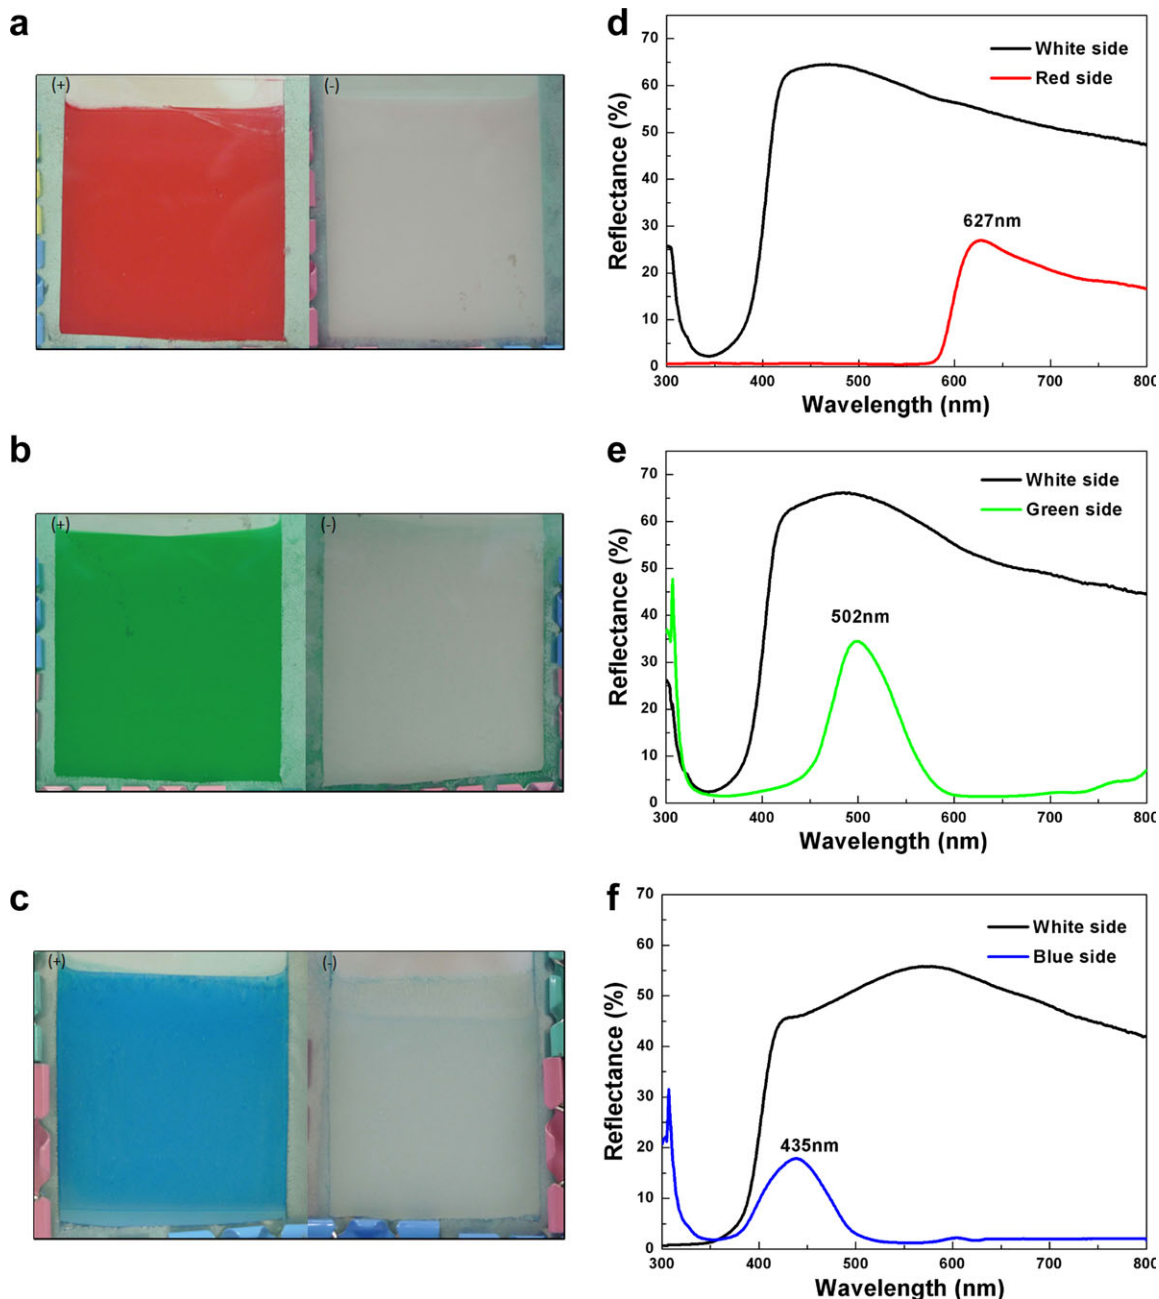 a
(+)
(-)
d
White side
Red side
627nm
Reflectance (%)
70
60
50
40
30
20
10
0
300
400
500
600
700
800
Wavelength (nm)
b
(+)
(-)
e
White side
Green side
502nm
Reflectance (%)
70
60
50
40
30
20
10
0
300
400
500
600
700
800
Wavelength (nm)
c
(+)
(-)
f
White side
Blue side
435nm
Reflectance (%)
70
60
50
40
30
20
10
0
300
400
500
600
700
800
Wavelength (nm)